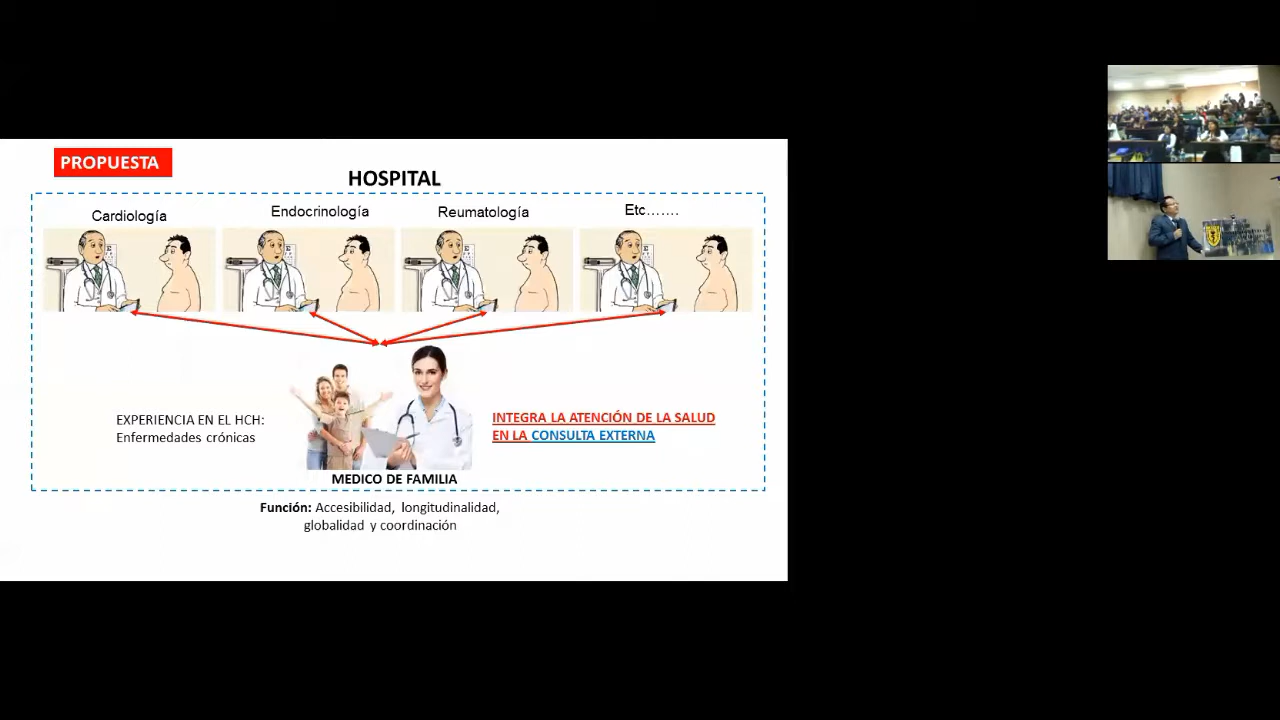 PROPUESTA
HOSPITAL
Cardiología
Endocrinología
Reumatología
Etc…….
EXPERIENCIA EN EL HCH:
Enfermedades crónicas
INTEGRA LA ATENCIÓN DE LA SALUD
EN LA CONSULTA EXTERNA
MEDICO DE FAMILIA
Función: Accesibilidad, longitudinalidad,
globalidad y coordinación